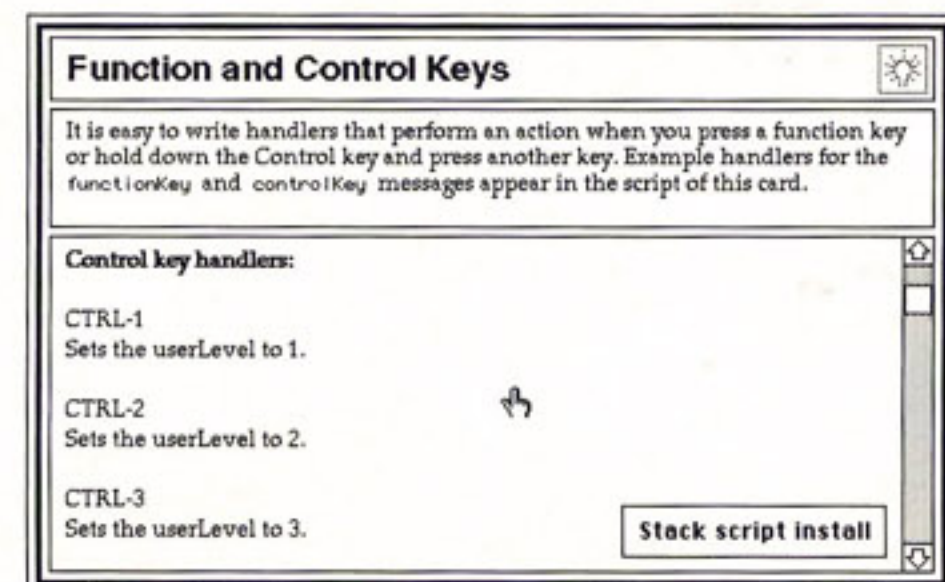 Function and Control Keys
It is easy to write handlers that perform an action when you press a function key
or hold down the Control key and press another key. Example handlers for the
functionKey and controlKey messages appear in the script of this card.
Control key handlers:
CTRL-1
Sets the userLevel to 1.
CTRL-2
Sets the userLevel to 2.
CTRL-3
Sets the userLevel to 3.
Stack script install